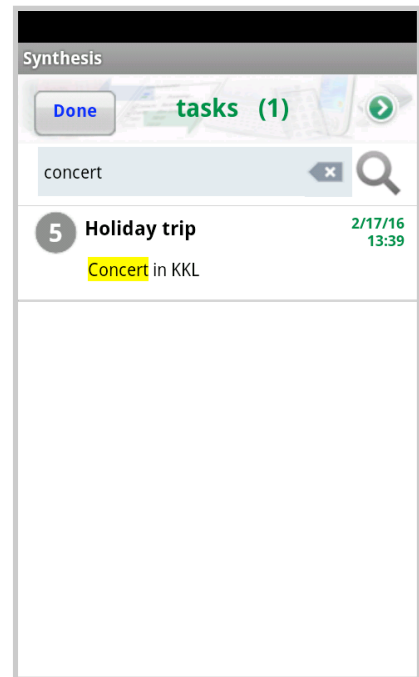 Synthesis
Done tasks (1)
concert
5 Holiday trip 2/17/16
13:39
Concert in KKL